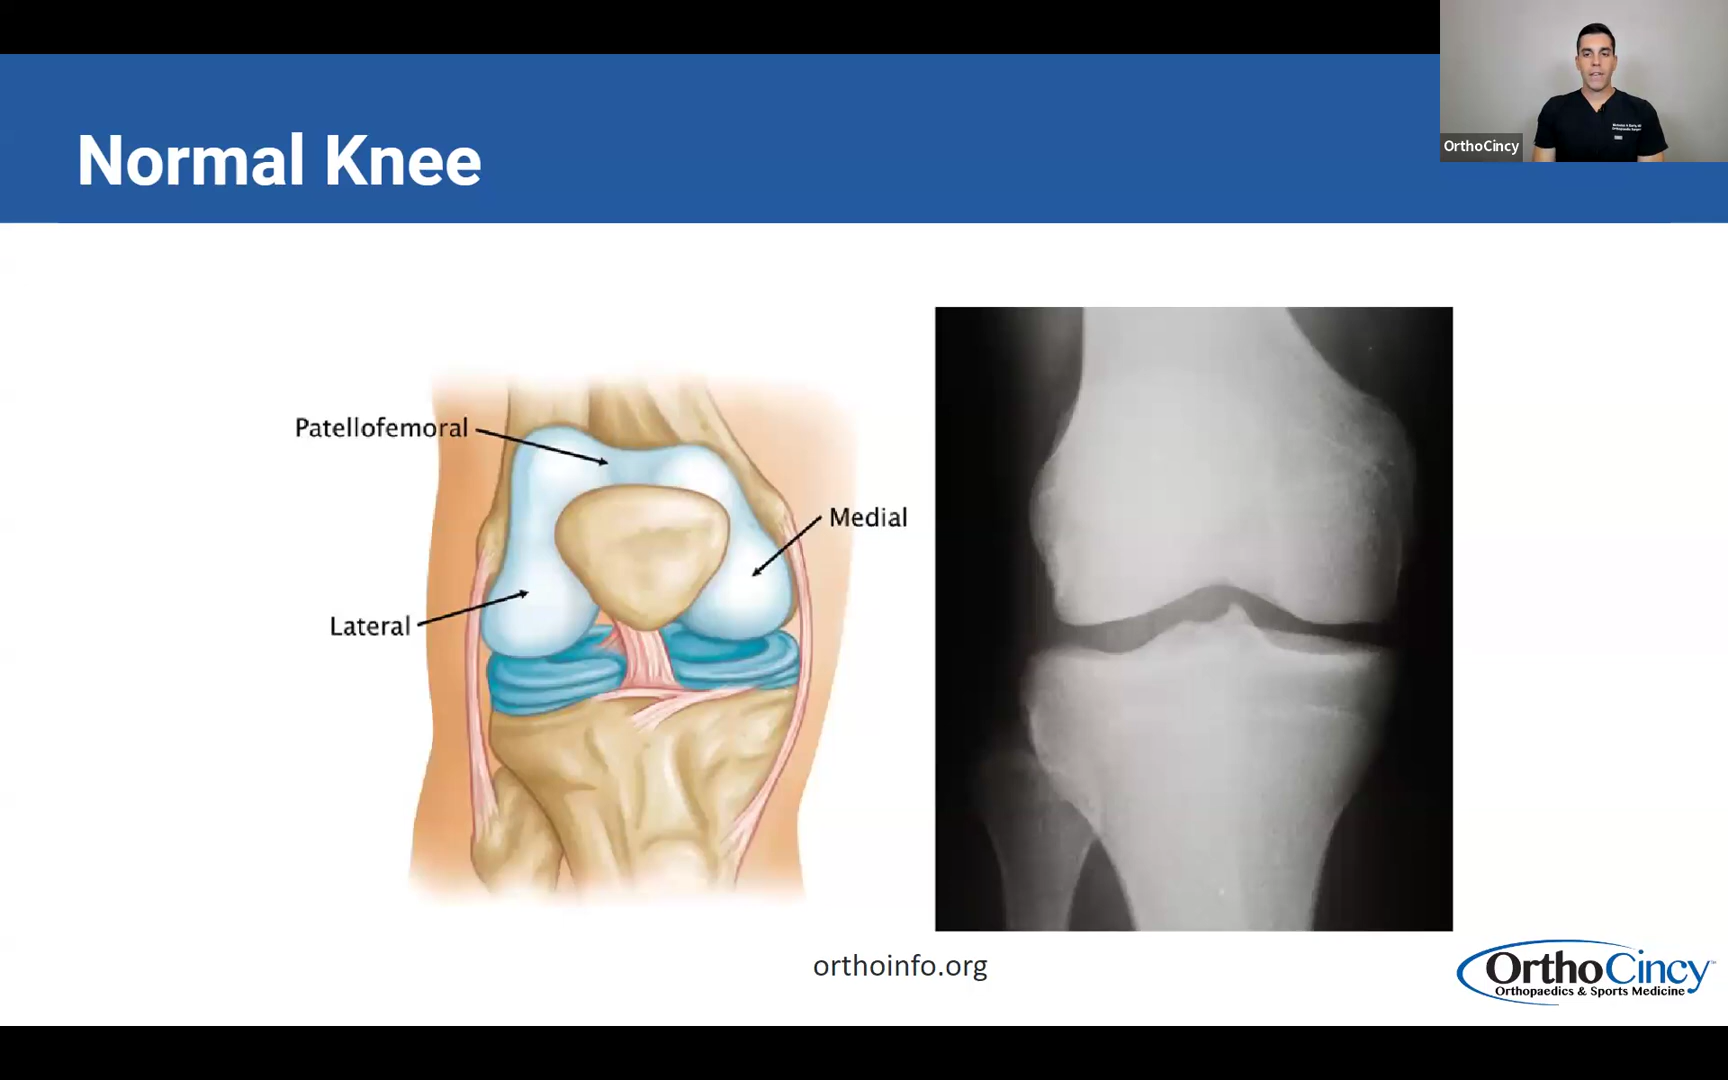 Normal Knee
OrthoCincy
Patellofemoral
Medial
Lateral
orthoinfo.org
OrthoCincy
Orthopaedics & Sports Medicine